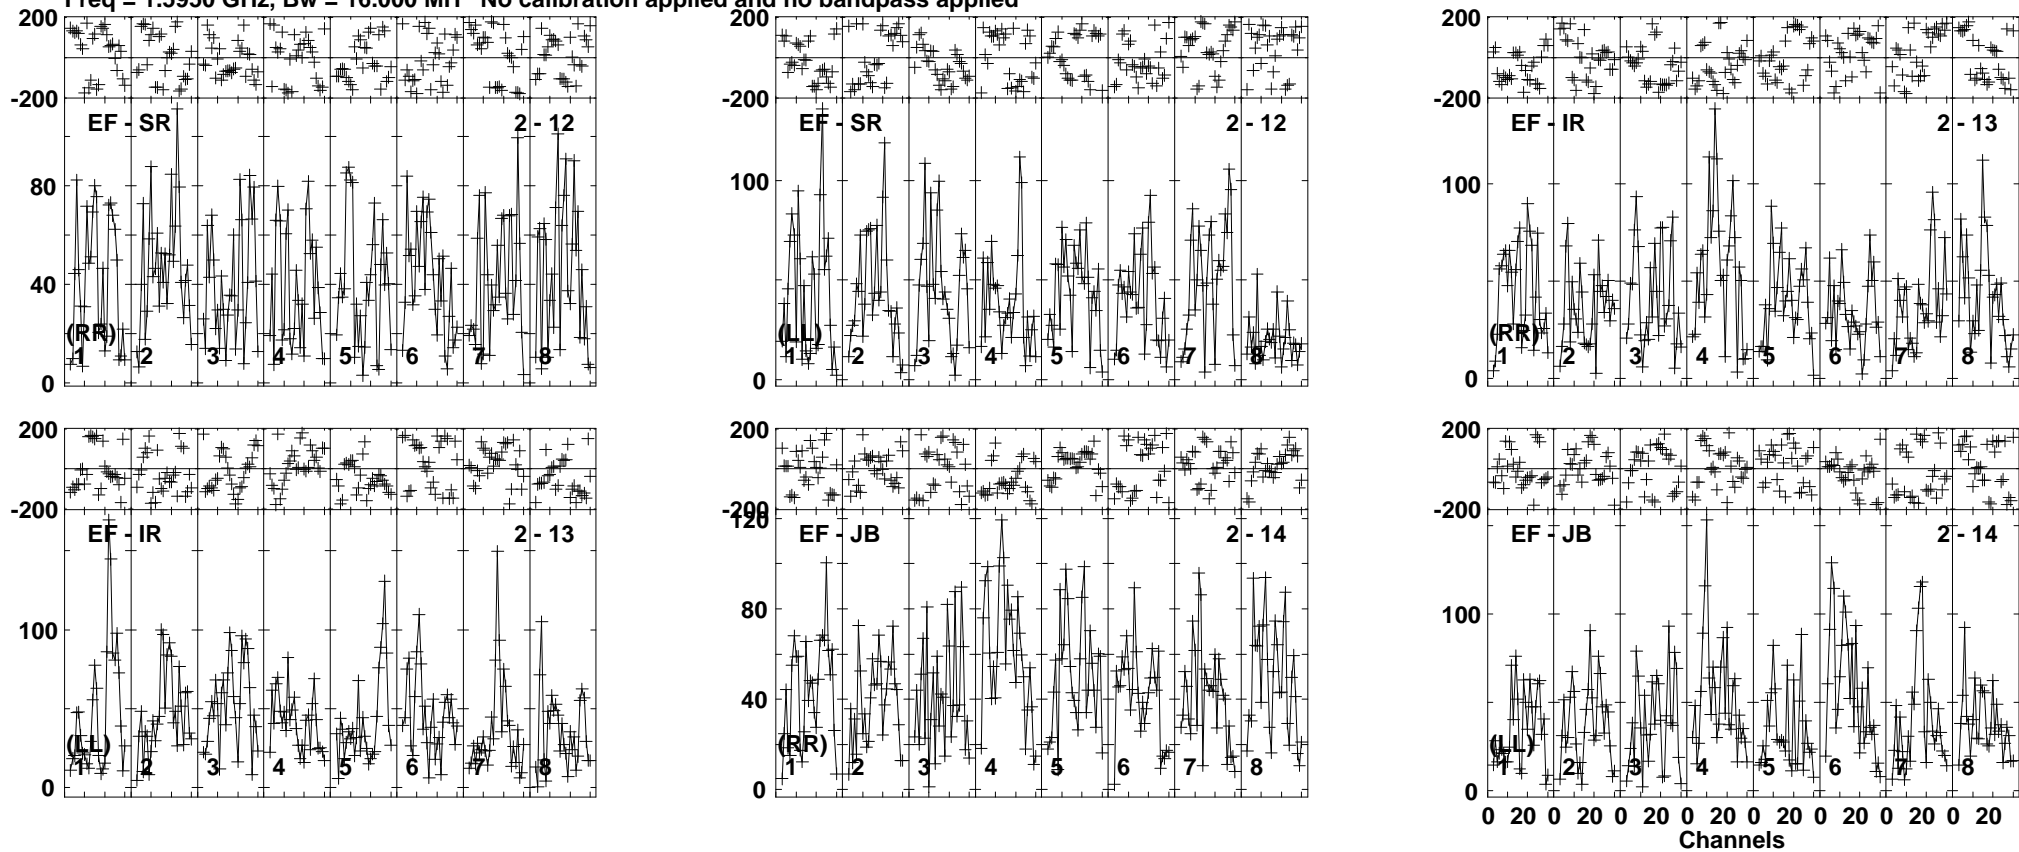 Freq = 1.5950 GHz, Bw = 16.000 MH No calibration applied and no bandpass applied
200 200 200
-200 -200 -200
EF - SR 2 - 12 EF - SR 2 - 12 EF - IR 2 - 13
80 100 100
40
(RR) (LL) (RR)
1 2 3 4 5 6 7 8 1 2 3 4 5 6 7 8 1 2 3 4 5 6 7 8
0 0 0
200 200 200
-200 -200 -200
120
EF - IR 2 - 13 EF - JB 2 - 14 EF - JB 2 - 14
100 80 100
40
(LL) (RR) (LL)
1 2 3 4 5 6 7 8 1 2 3 4 5 6 7 8 1 2 3 4 5 6 7 8
0 0 0
0 20 0 20 0 20 0 20 0 20 0 20 0 20 0 20
Channels